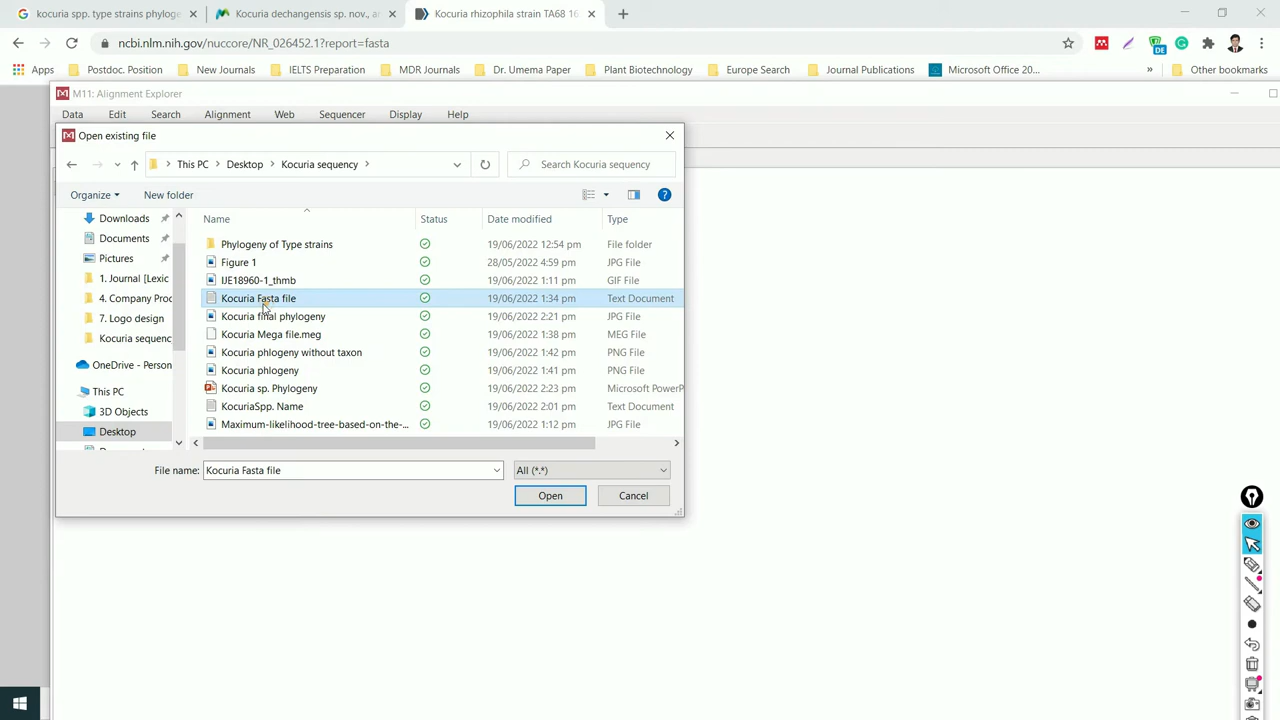 kocuria spp. type strains phyloge
Kocuria dechangensis sp. nov., a
Kocuria rhizophila strain TA68 16
ncbi.nlm.nih.gov/nuccore/NR_026452.1?report=fasta
DE
Apps
Postdoc. Position
New Journals
IELTS Preparation
MDR Journals
Dr. Umema Paper
Plant Biotechnology
Europe Search
Journal Publications
Microsoft Office 20...
»
Other bookmarks
M11: Alignment Explorer
Data Edit Search Alignment Web Sequencer Display Help
Open existing file
This PC > Desktop > Kocuria sequency >
Search Kocuria sequency
Organize
New folder
Name Status Date modified Type
Downloads
Documents
Pictures
1. Journal [Lexic
4. Company Proc
7. Logo design
Kocuria sequenc
OneDrive - Person
This PC
3D Objects
Desktop
Phylogeny of Type strains 19/06/2022 12:54 pm File folder
Figure 1 28/05/2022 4:59 pm JPG File
IJE18960-1_thmb 19/06/2022 1:11 pm GIF File
Kocuria Fasta file 19/06/2022 1:34 pm Text Document
Kocuria final phylogeny 19/06/2022 2:21 pm JPG File
Kocuria Mega file.meg 19/06/2022 1:38 pm MEG File
Kocuria phlogeny without taxon 19/06/2022 1:42 pm PNG File
Kocuria phlogeny 19/06/2022 1:41 pm PNG File
Kocuria sp. Phylogeny 19/06/2022 2:23 pm Microsoft PowerP
KocuriaSpp. Name 19/06/2022 2:01 pm Text Document
Maximum-likelihood-tree-based-on-the-... 19/06/2022 1:12 pm JPG File
File name: Kocuria Fasta file
All (*.*)
Open
Cancel